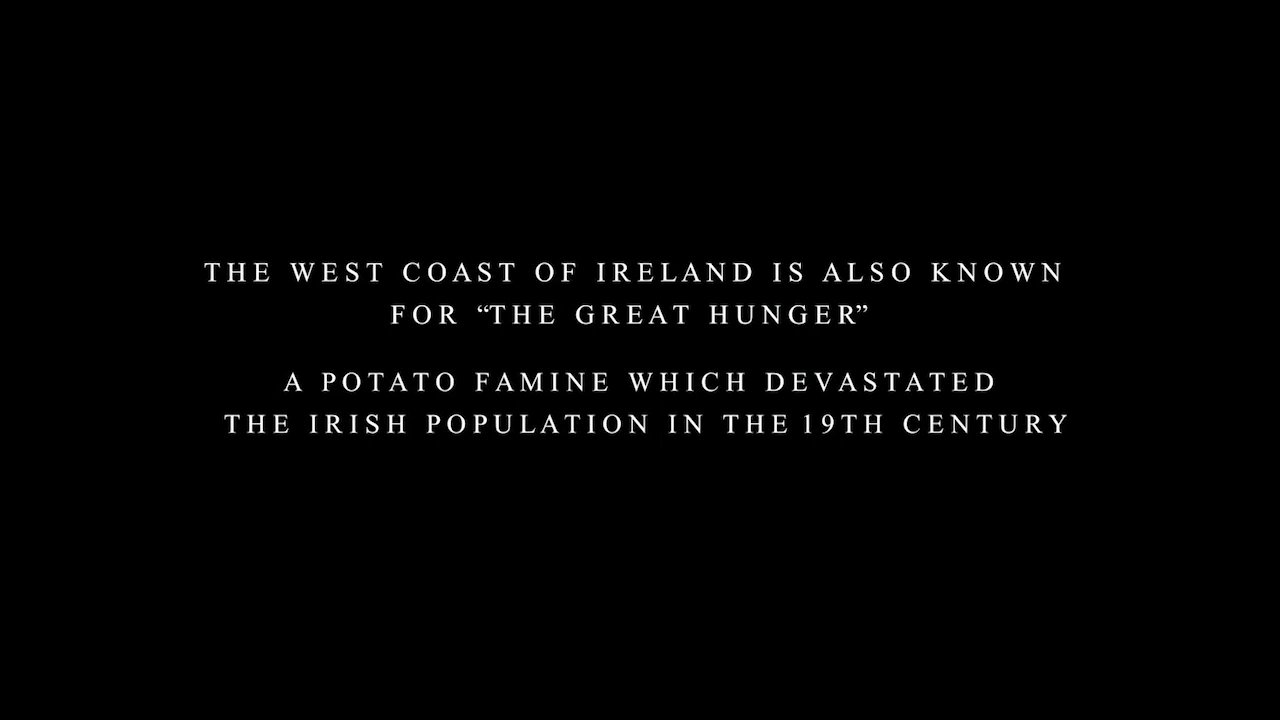 THE WEST COAST OF IRELAND IS ALSO KNOWN
FOR “THE GREAT HUNGER”
A POTATO FAMINE WHICH DEVASTATED
THE IRISH POPULATION IN THE 19TH CENTURY